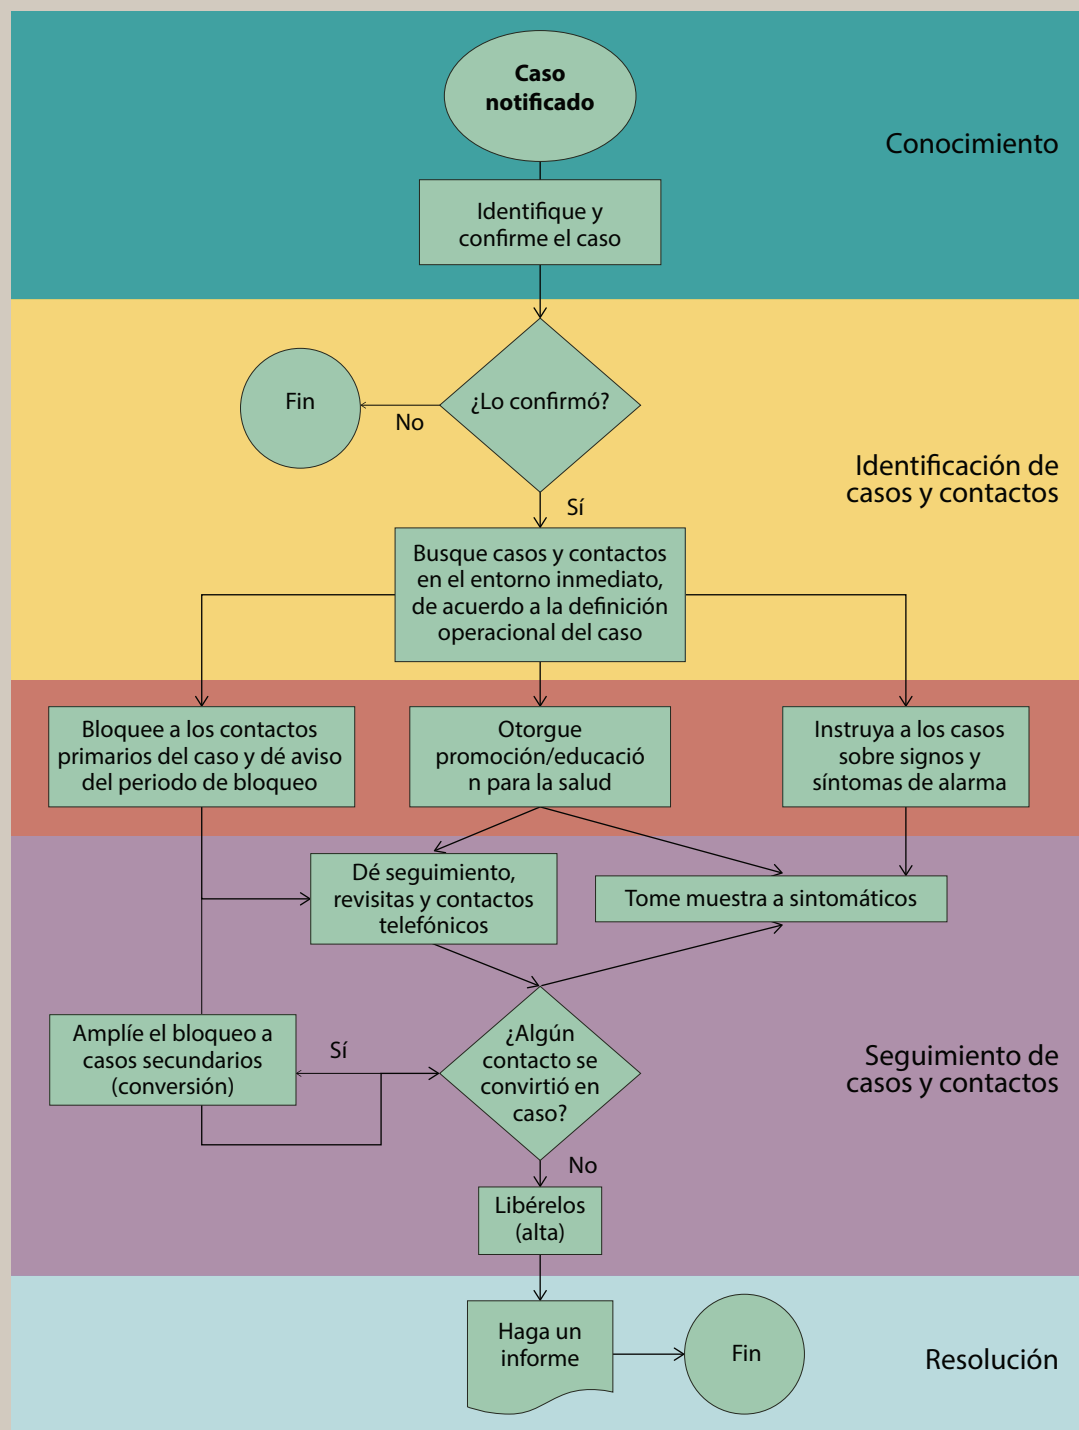 Caso
notificado
Conocimiento
Identifique y
confirme el caso
¿Lo confirmó?
Fin
No
Identificación de
casos y contactos
Sí
Busque casos y contactos
en el entorno inmediato,
de acuerdo a la definición
operacional del caso
Bloquee a los contactos
primarios del caso y dé aviso
del periodo de bloqueo
Otorgue
promoción/educació
n para la salud
Instruya a los casos
sobre signos y
síntomas de alarma
Dé seguimiento,
revisitas y contactos
telefónicos
Tome muestra a sintomáticos
Amplíe el bloqueo a
casos secundarios
(conversión)
Sí
¿Algún
contacto se
convirtió en
caso?
Seguimiento de
casos y contactos
No
Libérelos
(alta)
Haga un
informe
Fin
Resolución